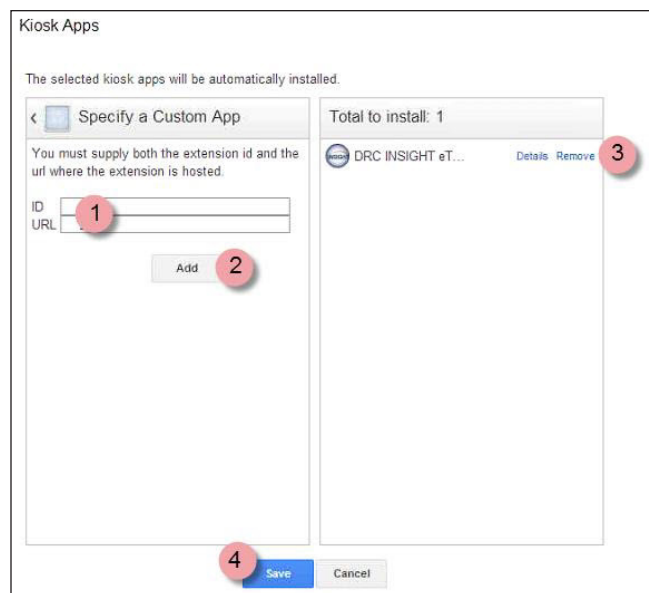 Kiosk Apps
The selected kiosk apps will be automatically installed.
Specify a Custom App
You must supply both the extension id and the
url where the extension is hosted.
ID
1
URL
Add 2
Total to install: 1
INSIGHT DRC INSIGHT eT... Details Remove 3
4 Save Cancel